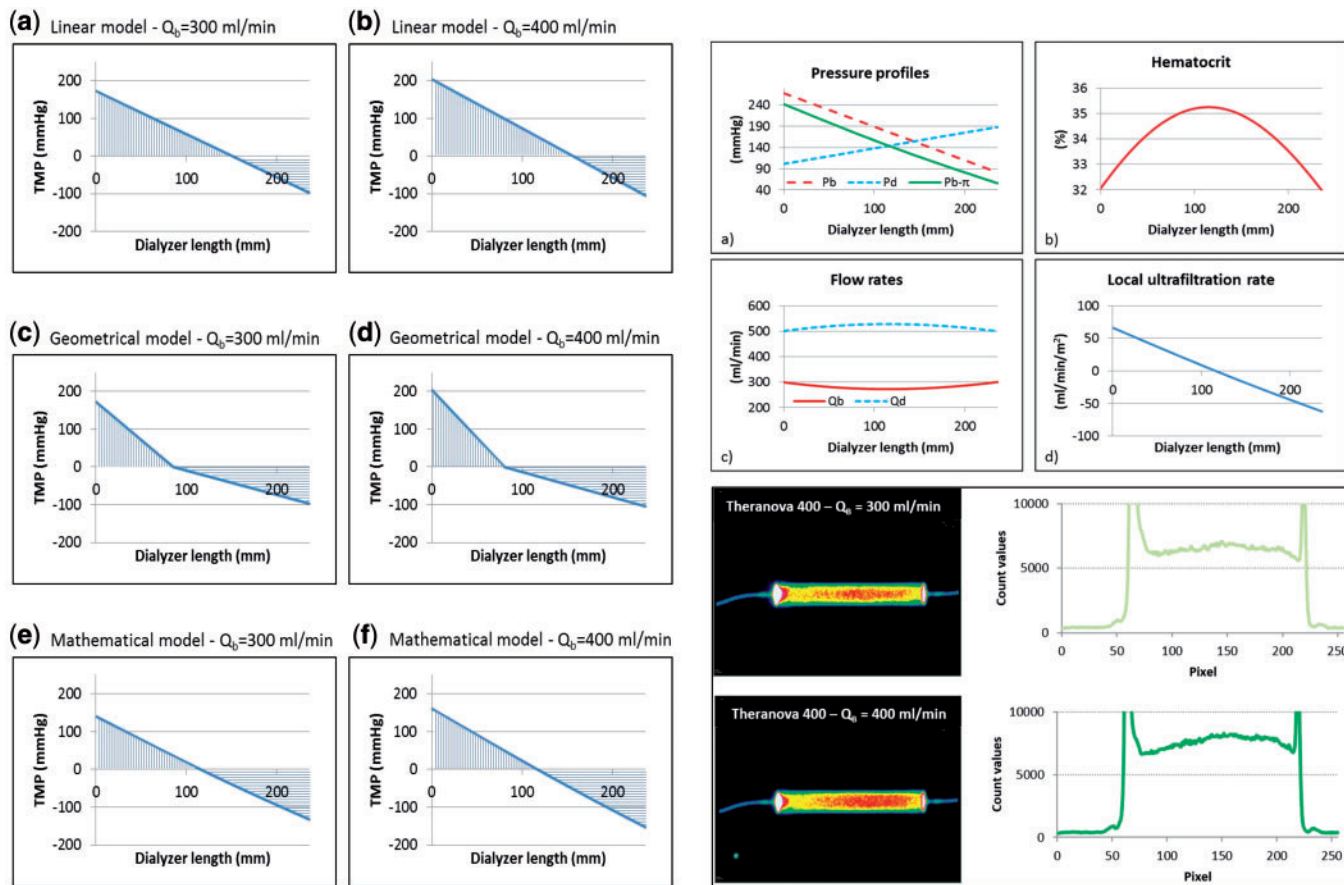 (a) Linear model - Qb=300 ml/min
200
100
0
-100
-200
0
100
200
TMP (mmHg)
Dialyzer length (mm)
(b) Linear model - Qb=400 ml/min
200
100
0
-100
-200
0
100
200
TMP (mmHg)
Dialyzer length (mm)
(c) Geometrical model - Qb=300 ml/min
200
100
0
-100
-200
0
100
200
TMP (mmHg)
Dialyzer length (mm)
(d) Geometrical model - Qb=400 ml/min
200
100
0
-100
-200
0
100
200
TMP (mmHg)
Dialyzer length (mm)
(e) Mathematical model - Qb=300 ml/min
200
100
0
-100
-200
0
100
200
TMP (mmHg)
Dialyzer length (mm)
(f) Mathematical model - Qb=400 ml/min
200
100
0
-100
-200
0
100
200
TMP (mmHg)
Dialyzer length (mm)
Pressure profiles
240
190
140
90
40
(mmHg)
Pb Pd Pb-π
0 100 200
Dialyzer length (mm)
a)
Hematocrit
36
35
34
33
32
(%)
0 100 200
Dialyzer length (mm)
b)
Flow rates
600
500
400
300
200
(ml/min)
Qb Qd
0 100 200
Dialyzer length (mm)
c)
Local ultrafiltration rate
100
50
0
-50
-100
(ml/min/m²)
0 100 200
Dialyzer length (mm)
d)
Theranova 400 – QB = 300 ml/min
10000
5000
0
Count values
0 50 100 150 200 250
Pixel
Theranova 400 – QB = 400 ml/min
10000
5000
0
Count values
0 50 100 150 200 250
Pixel